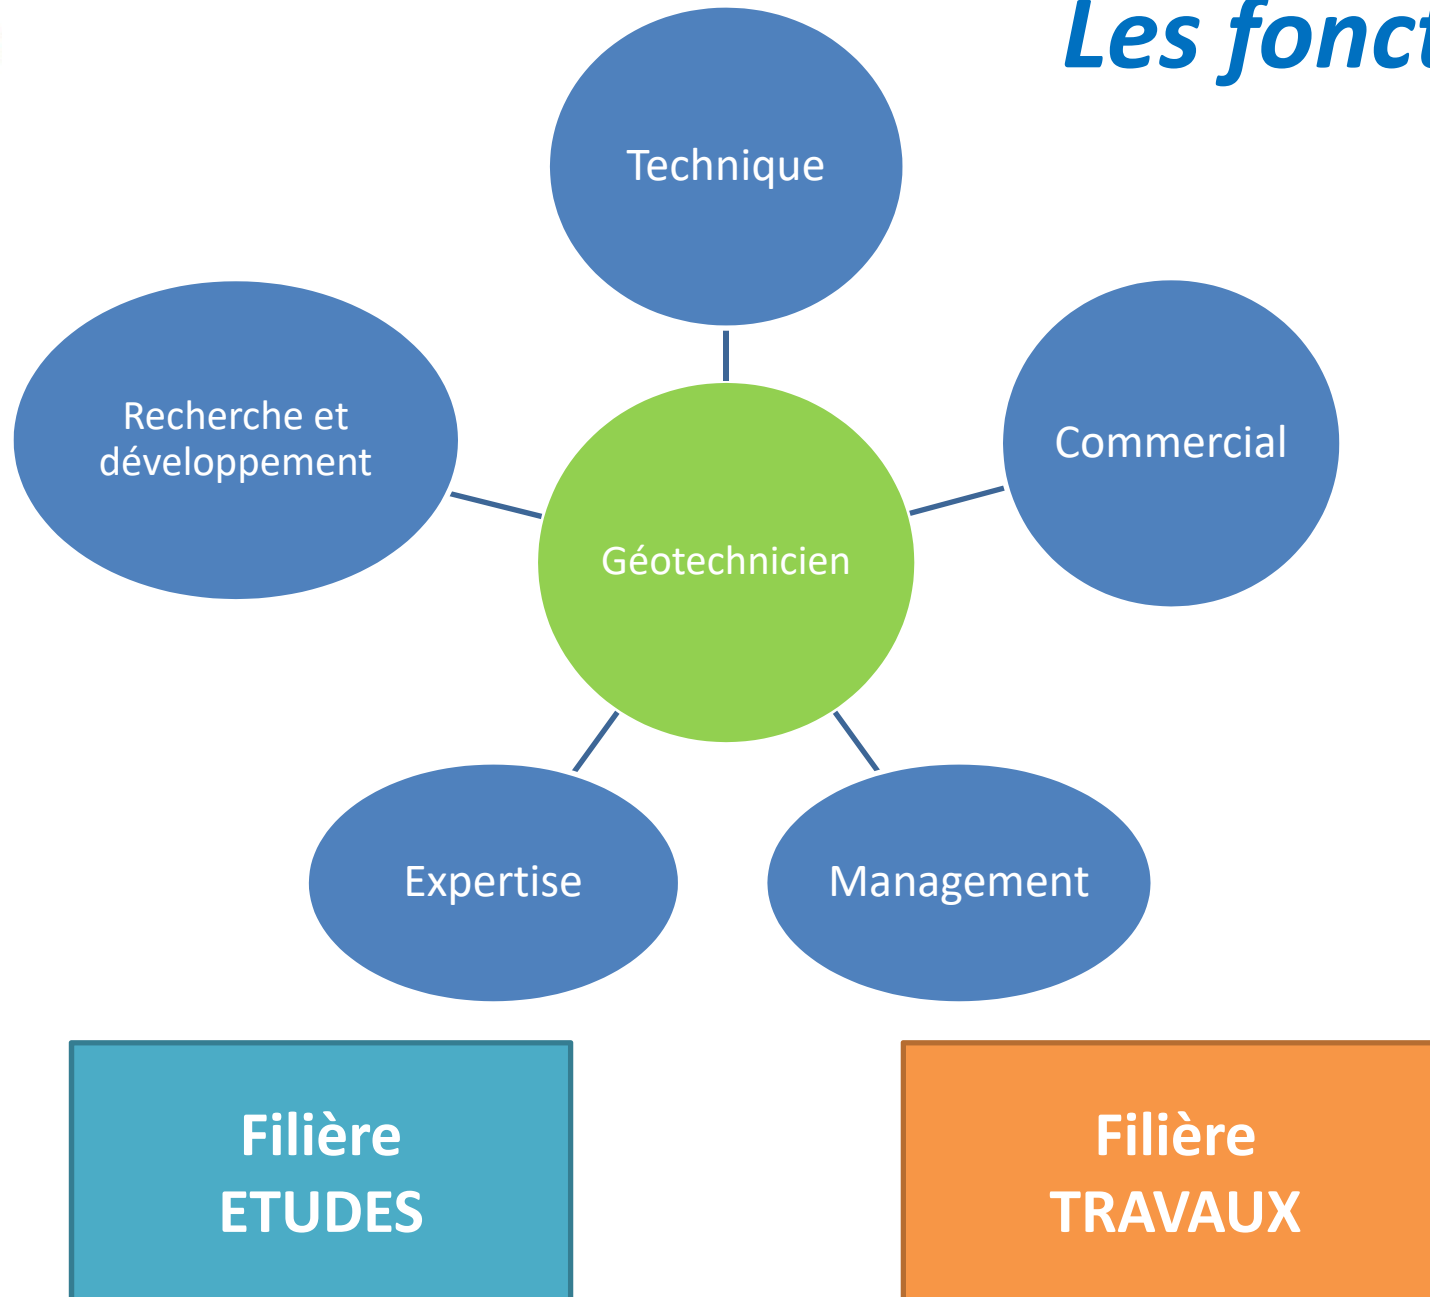 Les fonct
Technique
Commercial
Recherche et
développement
Géotechnicien
Expertise
Management
Filière
ETUDES
Filière
TRAVAUX